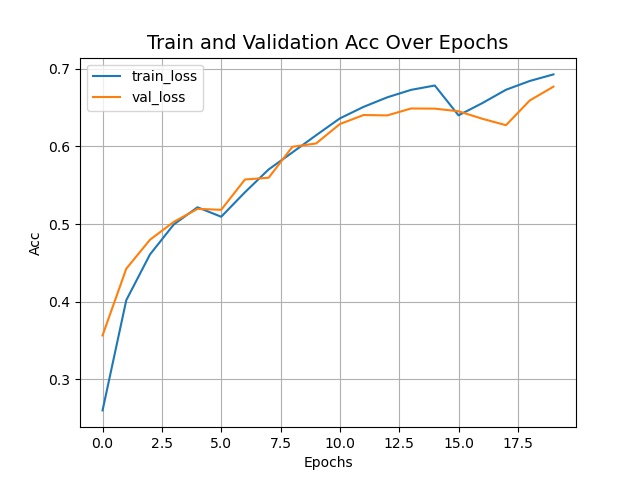 Train and Validation Acc Over Epochs
train_loss
val_loss
Acc
0.7
0.6
0.5
0.4
0.3
0.0 2.5 5.0 7.5 10.0 12.5 15.0 17.5
Epochs